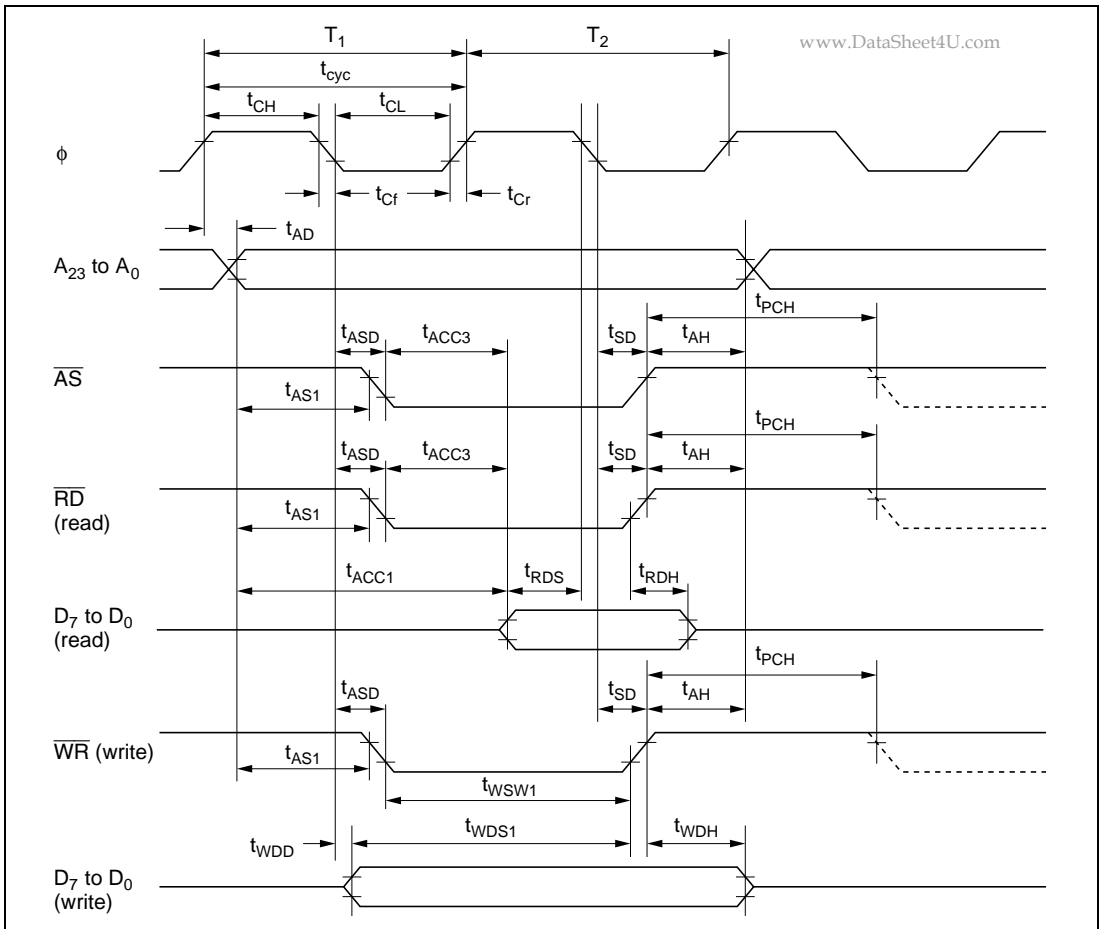 T1 T2 www.DataSheet4U.com
tcyc
tCH tCL
ϕ
tCf tCr
tAD
A23 to A0
tPCH
tASD tACC3 tSD tAH
AS
tAS1
tPCH
tASD tACC3 tSD tAH
RD
(read)
tAS1
tACC1 tRDS tRDH
D7 to D0
(read)
tPCH
tASD tSD tAH
WR (write)
tAS1
tWSW1
tWDS1 tWDH
tWDD
D7 to D0
(write)